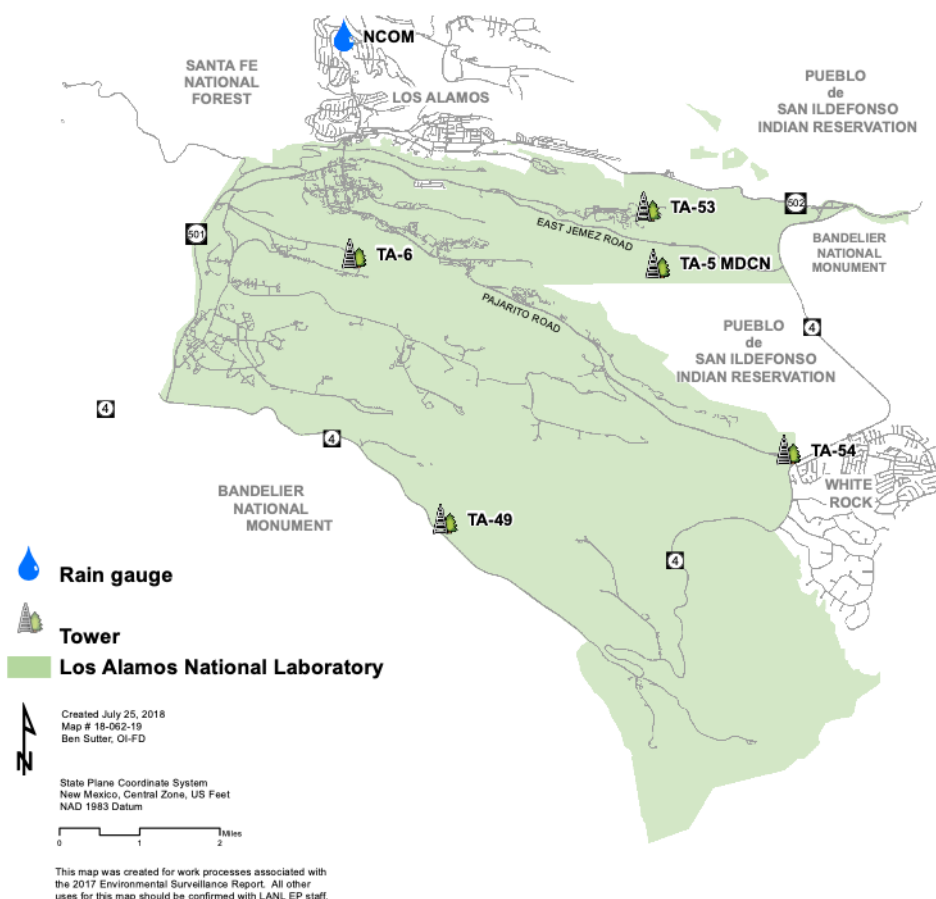 NCOM
SANTA FE
NATIONAL
FOREST
LOS ALAMOS
PUEBLO
de
SAN ILDEFONSO
INDIAN RESERVATION
TA-53
502
501
EAST JEMEZ ROAD
TA-6
TA-5 MDCN
BANDELIER
NATIONAL
MONUMENT
PAJARITO ROAD
4
PUEBLO
de
SAN ILDEFONSO
INDIAN RESERVATION
4
4
TA-54
WHITE
ROCK
BANDELIER
NATIONAL
MONUMENT
TA-49
4
Rain gauge
Tower
Los Alamos National Laboratory
N
Created July 25, 2018
Map # 18-062-19
Ben Sutter, OI-FD
State Plane Coordinate System
New Mexico, Central Zone, US Feet
NAD 1983 Datum
Miles
0 1 2
This map was created for work processes associated with
the 2017 Environmental Surveillance Report. All other
uses for this map should be confirmed with LANL EP staff.